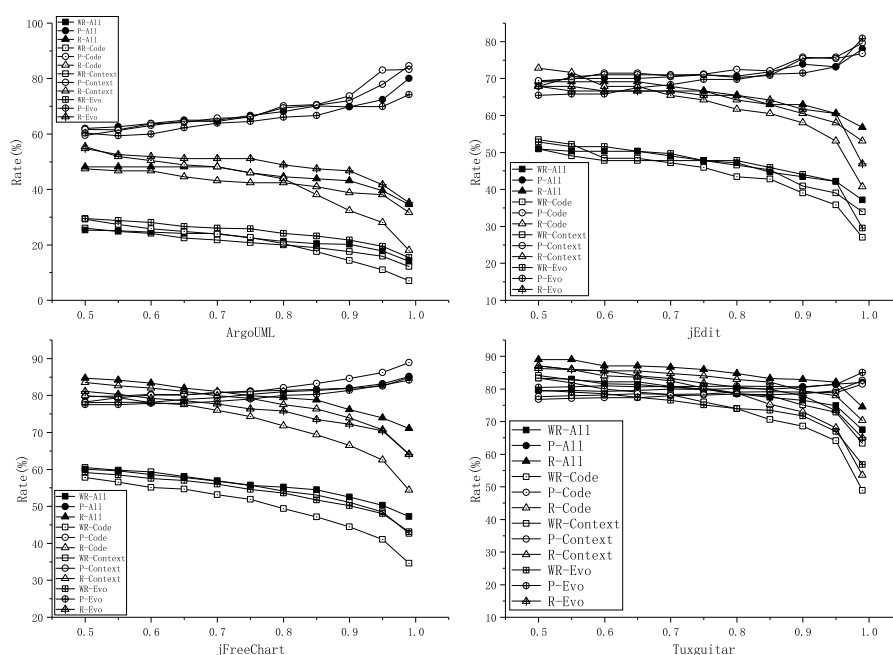 100
80
60
40
20
0
Rate(%)
WR-All
P-All
R-All
WR-Code
P-Code
R-Code
WR-Context
P-Context
R-Context
WR-Evo
P-Evo
R-Evo
0.5 0.6 0.7 0.8 0.9 1.0
ArgoUML
90
80
70
60
50
40
30
20
10
Rate(%)
WR-All
P-All
R-All
WR-Code
P-Code
R-Code
WR-Context
P-Context
R-Context
WR-Evo
P-Evo
R-Evo
0.5 0.6 0.7 0.8 0.9 1.0
jEdit
90
80
70
60
50
40
30
20
Rate(%)
WR-All
P-All
R-All
WR-Code
P-Code
R-Code
WR-Context
P-Context
R-Context
WR-Evo
P-Evo
R-Evo
0.5 0.6 0.7 0.8 0.9 1.0
jFreeChart
90
80
70
60
50
40
30
20
10
Rate(%)
WR-All
P-All
R-All
WR-Code
P-Code
R-Code
WR-Context
P-Context
R-Context
WR-Evo
P-Evo
R-Evo
0.5 0.6 0.7 0.8 0.9 1.0
Tuxguitar